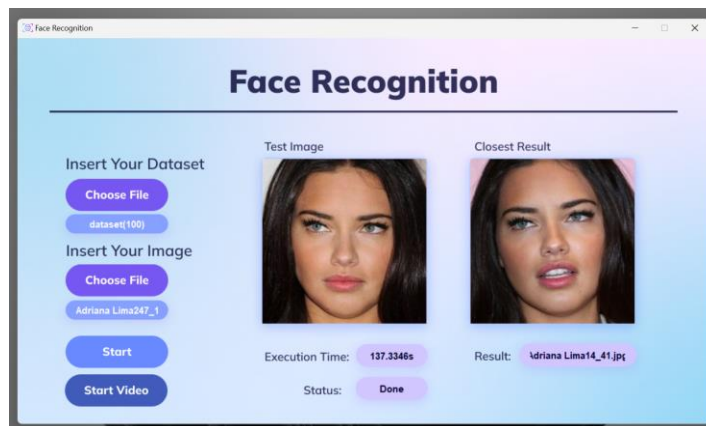 Face Recognition
Face Recognition
Insert Your Dataset
Choose File
dataset(100)
Insert Your Image
Choose File
Adriana Lima247_1
Start
Start Video
Test Image
Closest Result
Execution Time: 137.3346s
Result: Adriana Lima14_41.jpg
Status: Done